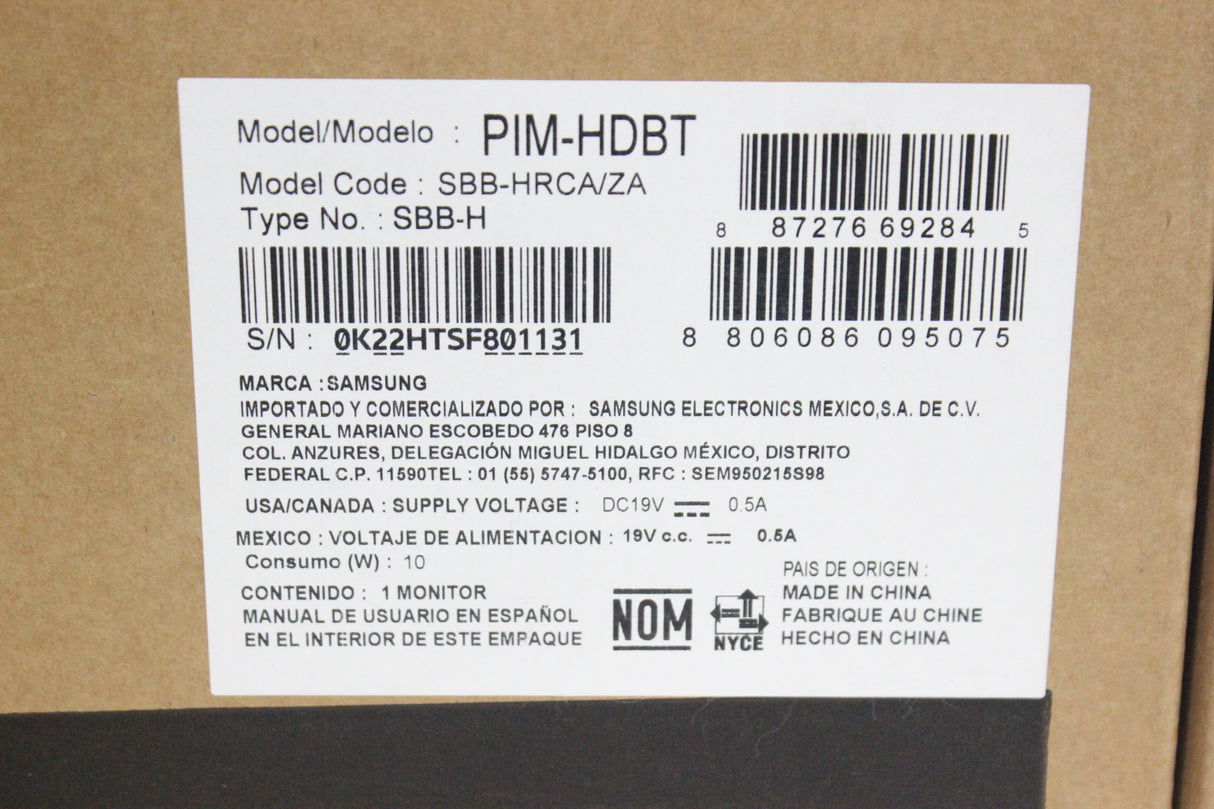 Model/Modelo : PIM-HDBT
Model Code : SBB-HRCA/ZA
Type No. : SBB-H
8 87276 69284 5
S/N : 0K22HTSF801131
8 806086 095075
MARCA :SAMSUNG
IMPORTADO Y COMERCIALIZADO POR : SAMSUNG ELECTRONICS MEXICO,S.A. DE C.V.
GENERAL MARIANO ESCOBEDO 476 PISO 8
COL. ANZURES, DELEGACIÓN MIGUEL HIDALGO MÉXICO, DISTRITO
FEDERAL C.P. 11590TEL : 01 (55) 5747-5100, RFC : SEM950215S98
USA/CANADA : SUPPLY VOLTAGE : DC19V ⎓ 0.5A
MEXICO : VOLTAJE DE ALIMENTACION : 19V c.c. ⎓ 0.5A
Consumo (W) : 10
CONTENIDO : 1 MONITOR
MANUAL DE USUARIO EN ESPAÑOL
EN EL INTERIOR DE ESTE EMPAQUE
NOM
NYCE
PAIS DE ORIGEN :
MADE IN CHINA
FABRIQUE AU CHINE
HECHO EN CHINA